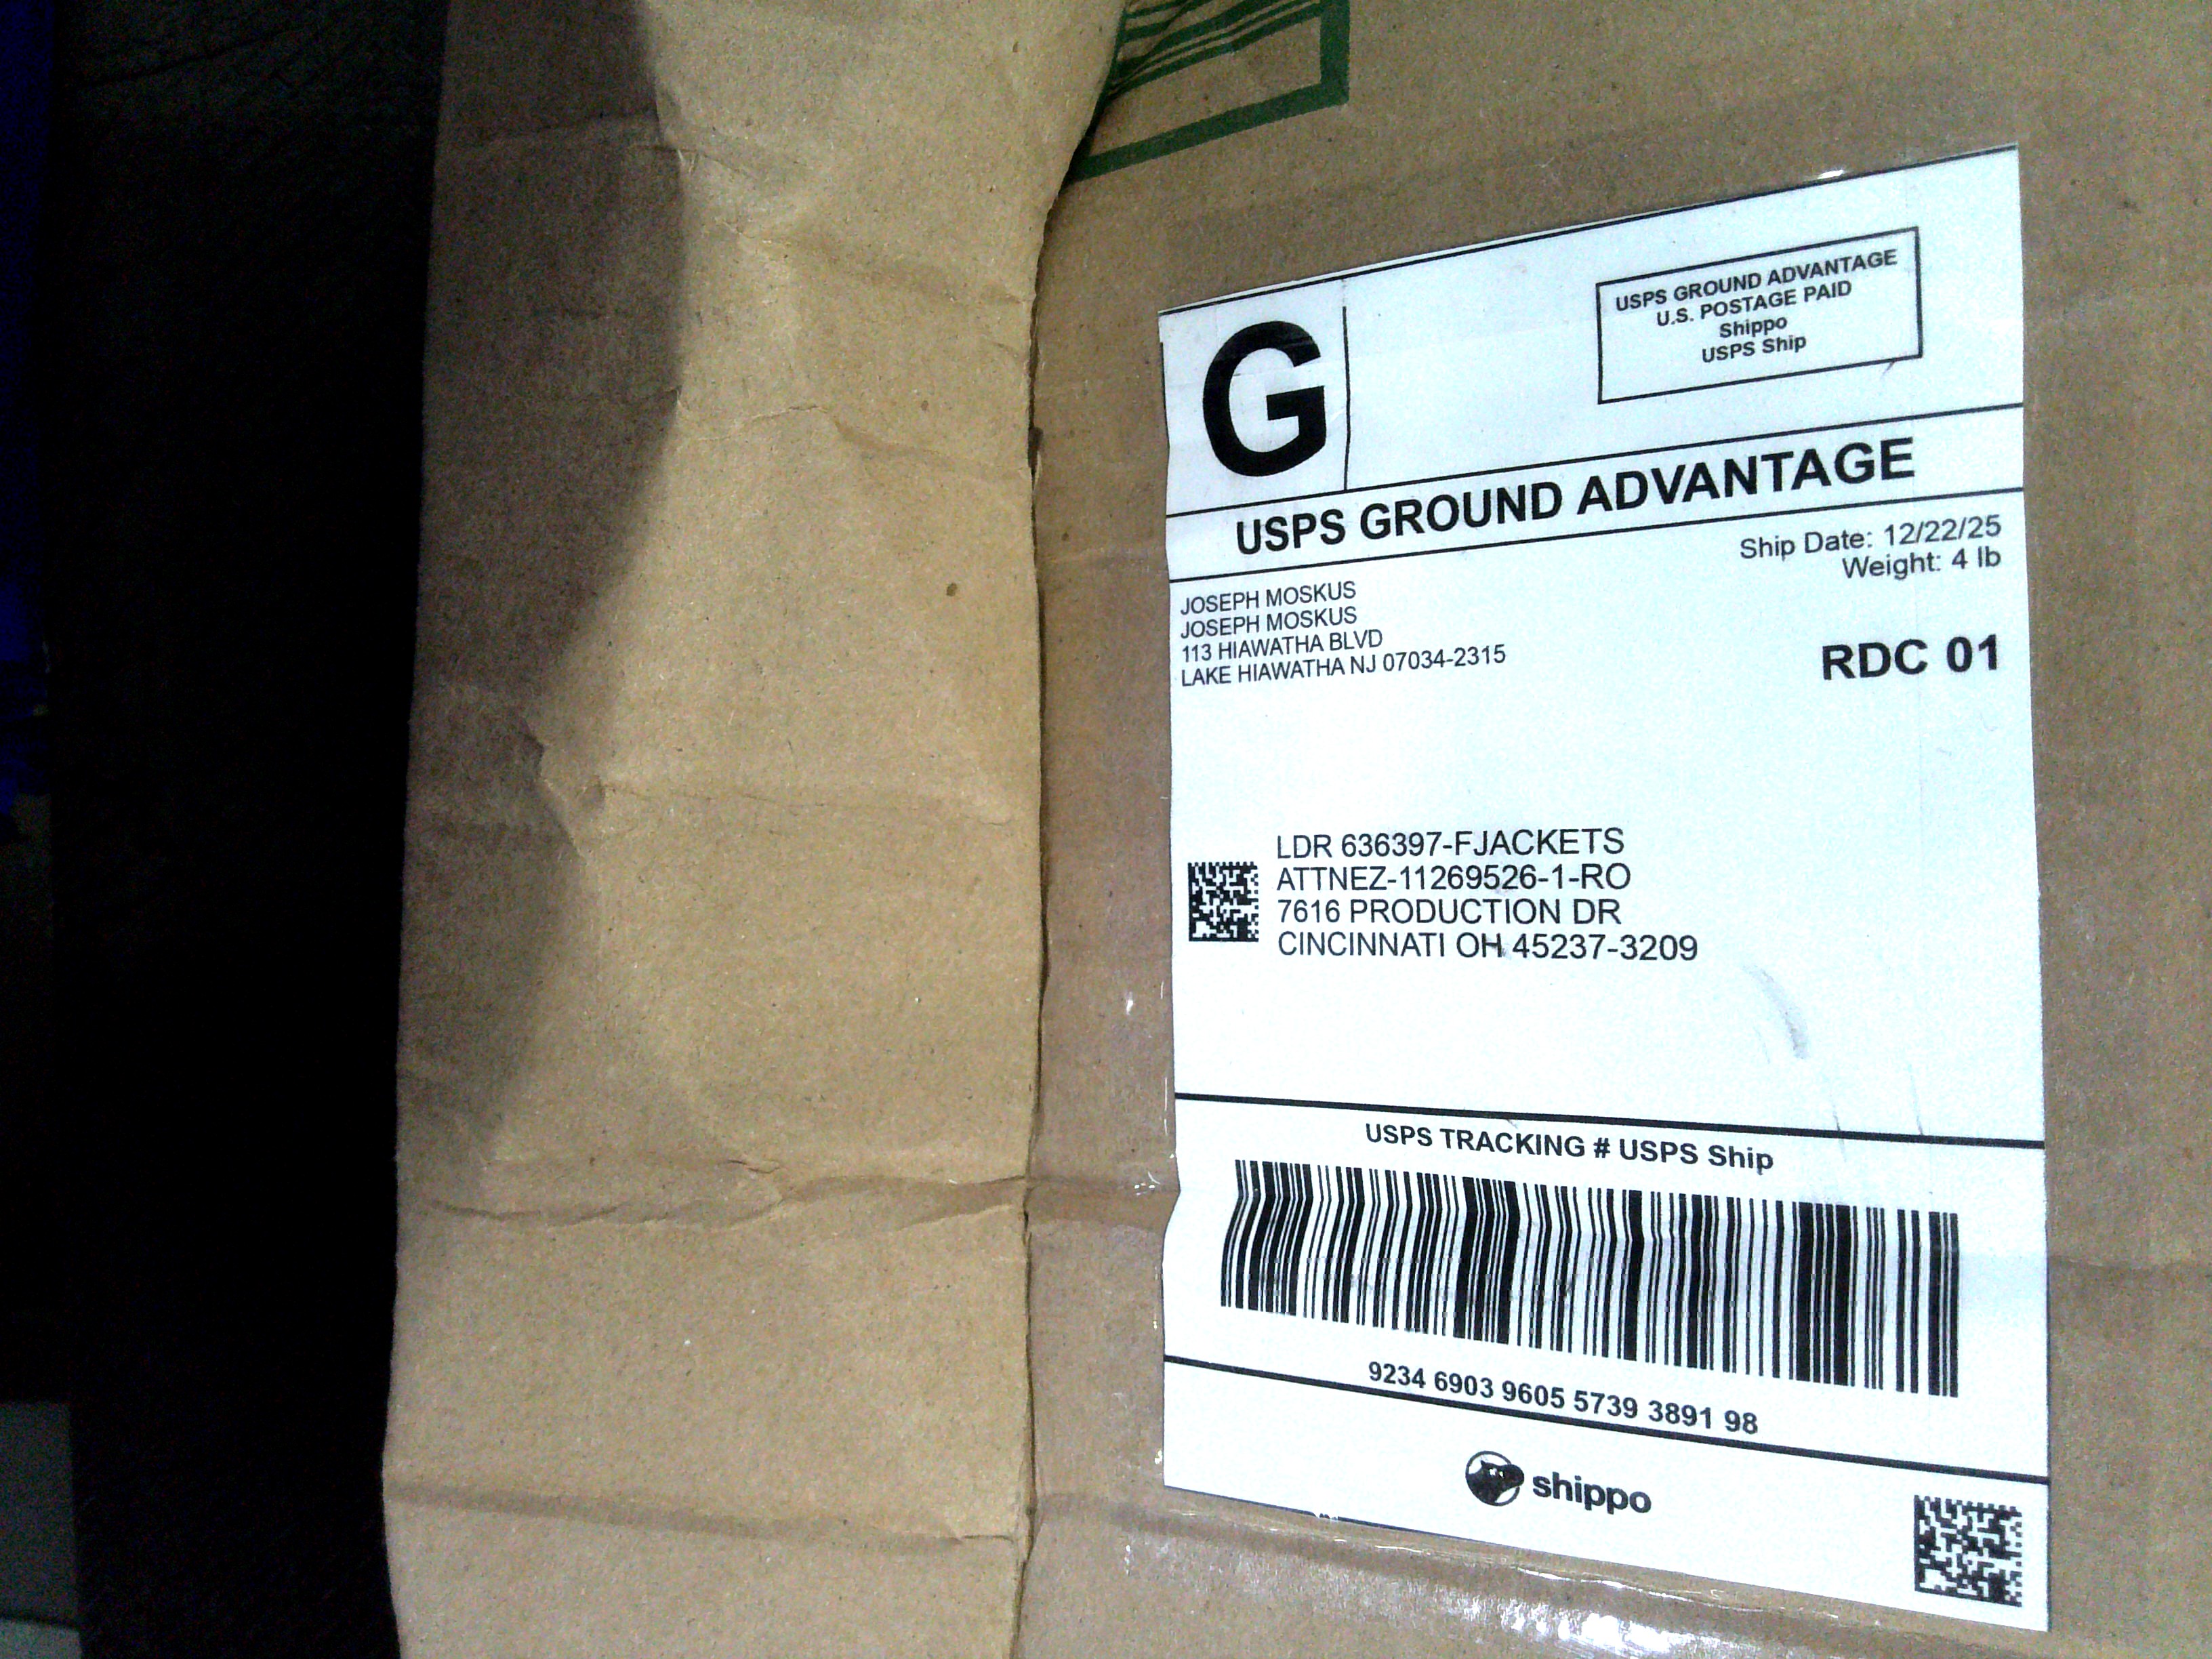 G
USPS GROUND ADVANTAGE
U.S. POSTAGE PAID
Shippo
USPS Ship
USPS GROUND ADVANTAGE
Ship Date: 12/22/25
Weight: 4 lb
JOSEPH MOSKUS
JOSEPH MOSKUS
113 HIAWATHA BLVD
LAKE HIAWATHA NJ 07034-2315
RDC 01
LDR 636397-FJACKETS
ATTNEZ-11269526-1-RO
7616 PRODUCTION DR
CINCINNATI OH 45237-3209
USPS TRACKING # USPS Ship
9234 6903 9605 5739 3891 98
shippo